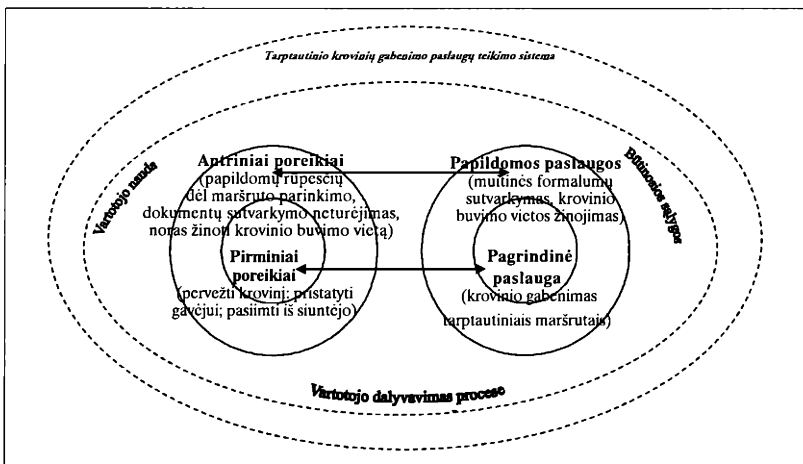 Tarptautinio krovinių gabenimo paslaugų teikimo sistema
Vartotojo nauda
Antriniai poreikiai
(papildomų rūpesčių
dėl maršruto parinkimo,
dokumentų sutvarkymo neturėjimas,
noras žinoti krovinio buvimo vietą)
Pirminiai
poreikiai
(pervežti krovinį; pristatyti
gavėjui; pasiimti iš siuntėjo)
Papildomos paslaugos
(muitinės formalumų
sutvarkymas, krovinio
buvimo vietos žinojimas)
Pagrindinė
paslauga
(krovinio gabenimas
tarptautiniais maršrutais)
Būtinosios sąlygos
Vartotojo dalyvavimas procese